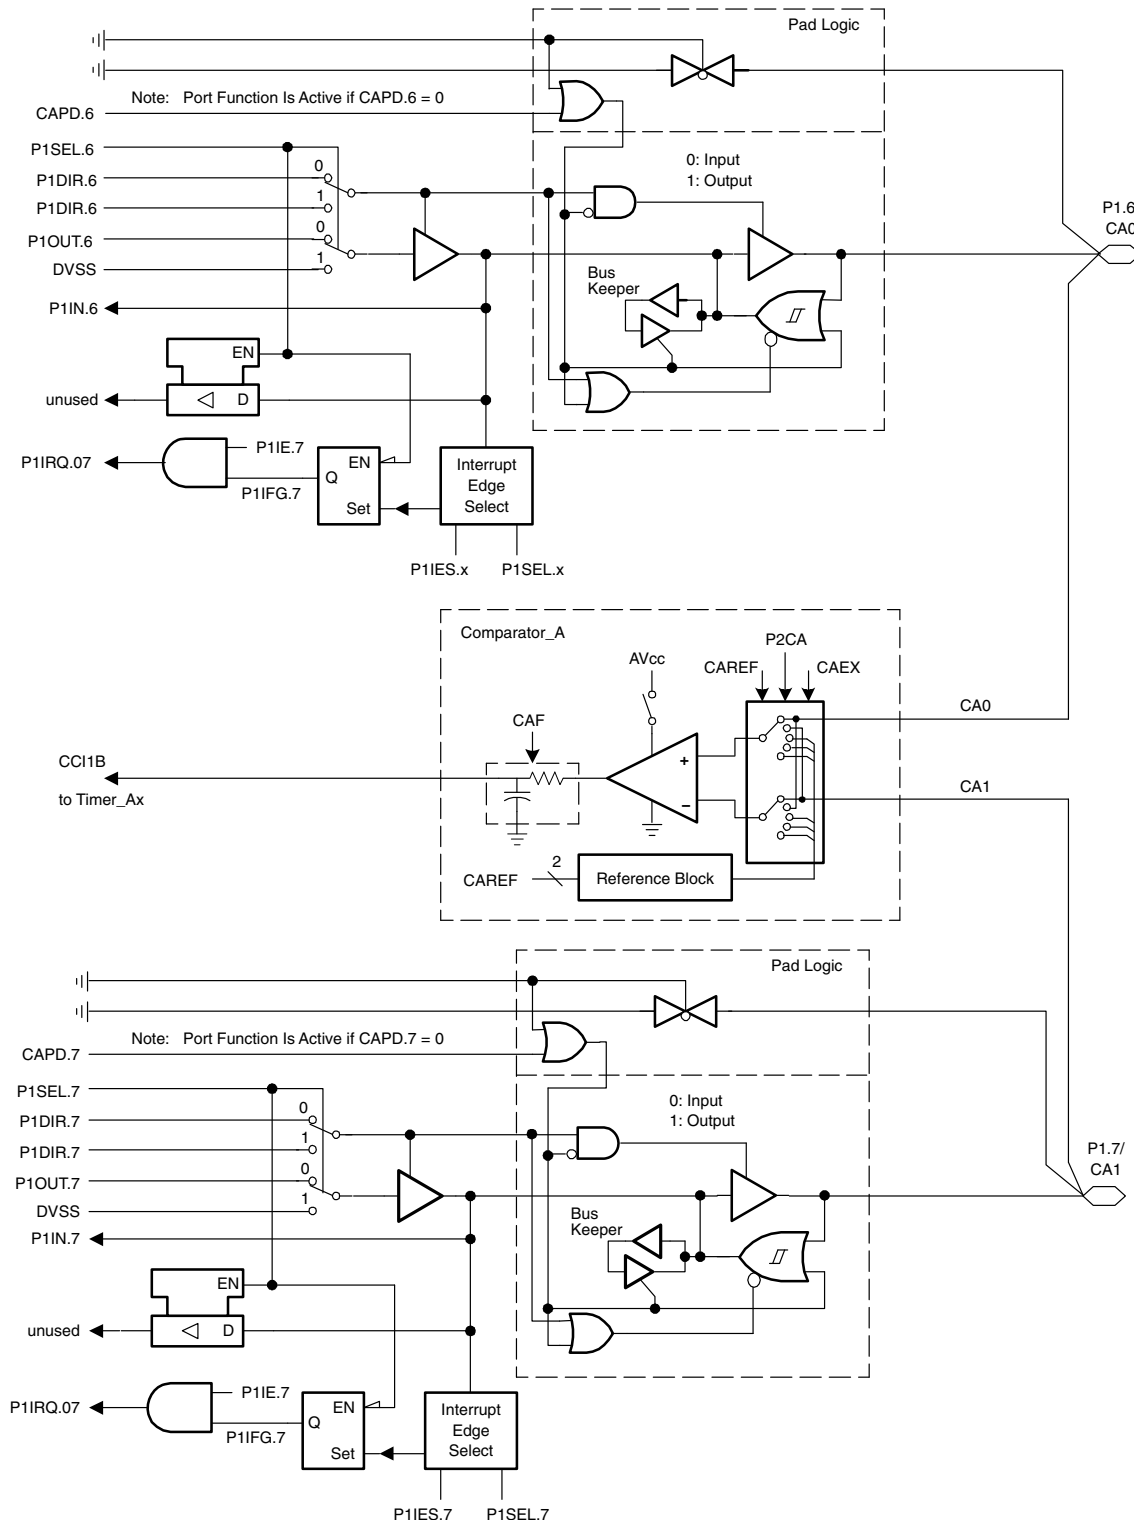 Pad Logic
Note: Port Function Is Active if CAPD.6 = 0
CAPD.6
P1SEL.6
0
P1DIR.6
1
P1DIR.6
0
P1OUT.6
1
DVSS
P1IN.6
0: Input
1: Output
Bus
Keeper
P1.6
CA0
EN
unused
D
P1IRQ.07
P1IE.7
P1IFG.7
EN
Q
Set
Interrupt
Edge
Select
P1IES.x
P1SEL.x
Comparator_A
P2CA
AVcc
CAREF
CAEX
CA0
CAF
CCI1B
to Timer_Ax
+
−
CA1
2
CAREF
Reference Block
Pad Logic
Note: Port Function Is Active if CAPD.7 = 0
CAPD.7
P1SEL.7
0
P1DIR.7
1
P1DIR.7
0
P1OUT.7
1
DVSS
P1IN.7
0: Input
1: Output
Bus
Keeper
P1.7/
CA1
EN
unused
D
P1IRQ.07
P1IE.7
P1IFG.7
EN
Q
Set
Interrupt
Edge
Select
P1IES.7
P1SEL.7